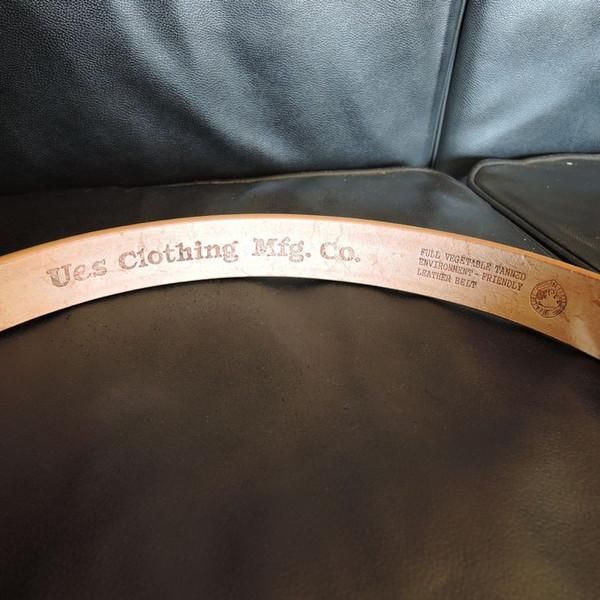 Ues Clothing Mfg. Co.
FULL VEGETABLE TANNED
ENVIRONMENT-FRIENDLY
LEATHER BELT